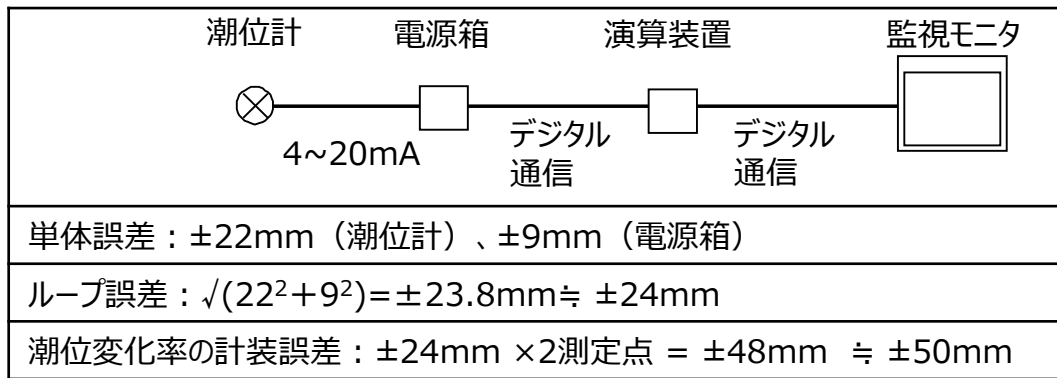 潮位計 電源箱 演算装置 監視モニタ
4~20mA
デジタル
通信
デジタル
通信
単体誤差：±22mm（潮位計）、±9mm（電源箱）
ループ誤差：√(22²＋9²)=±23.8mm≒ ±24mm
潮位変化率の計装誤差：±24mm ×2測定点 = ±48mm ≒ ±50mm